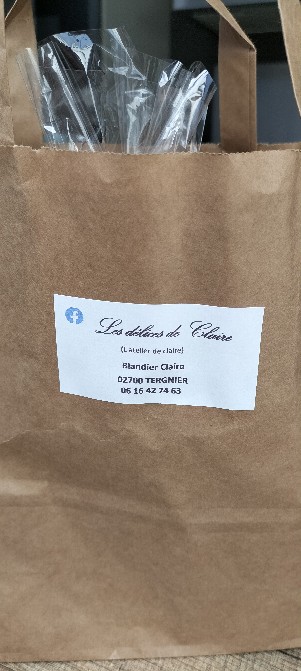 Les délices de Claire
(L'atelier de claire)
Blandier Claire
02700 TERGNIER
06 16 42 74 63